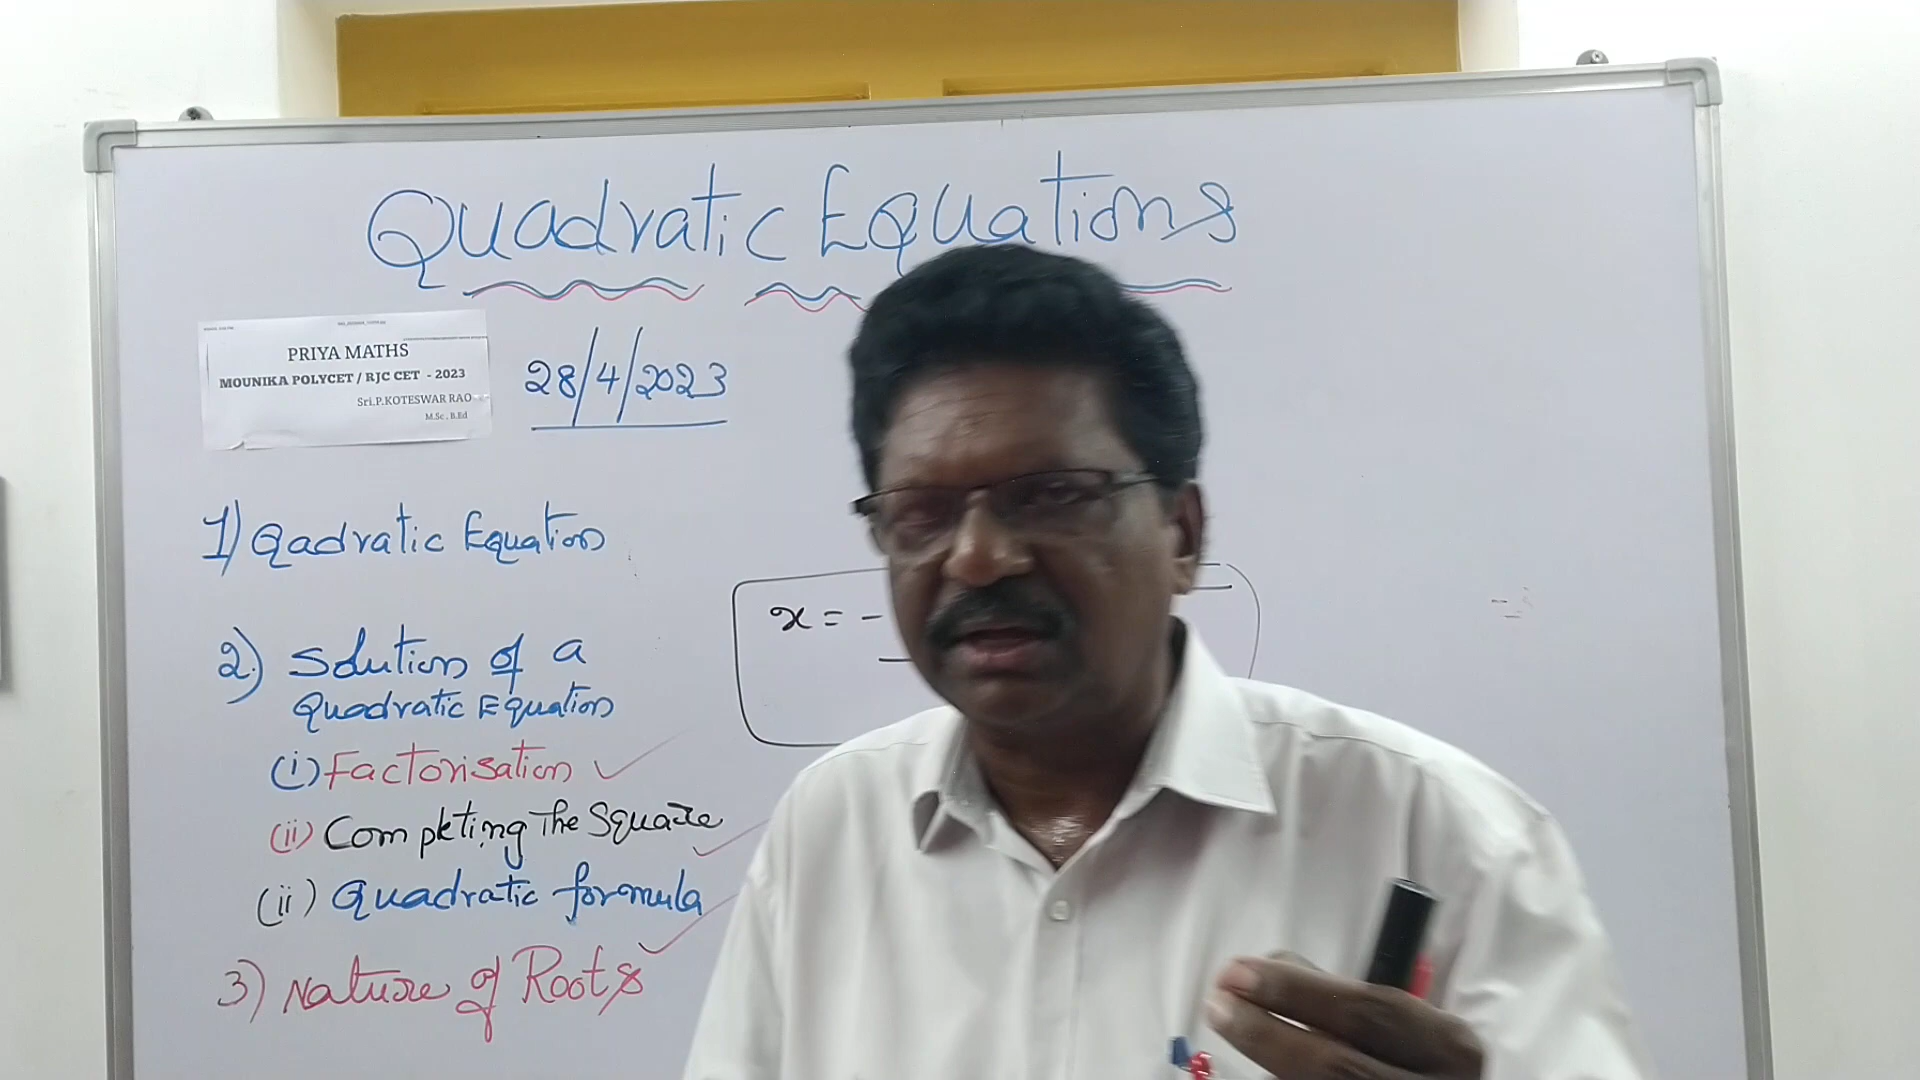 Quadratic Equations
PRIYA MATHS
MOUNIKA POLYCET / RJC CET - 2023
Sri.P.KOTESWAR RAO
M.Sc , B.Ed
28/4/2023
1) Qadratic Equation
2) Solution of a
Quadratic Equation
(i) Factorisation ✓
(ii) Completing The Square ✓
(ii) Quadratic formula ✓
3) Nature of Roots
x = -